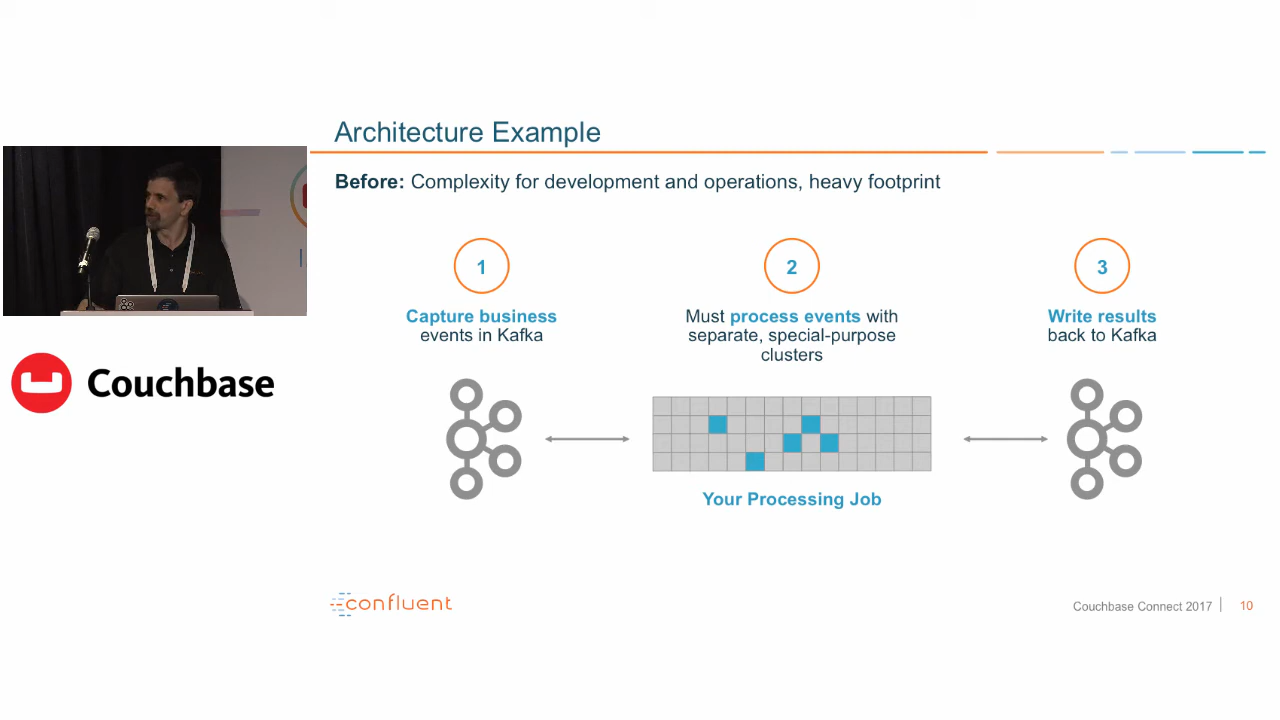 Architecture Example
Before: Complexity for development and operations, heavy footprint
1
Capture business
events in Kafka
2
Must process events with
separate, special-purpose
clusters
3
Write results
back to Kafka
Your Processing Job
Couchbase
confluent
Couchbase Connect 2017 | 10